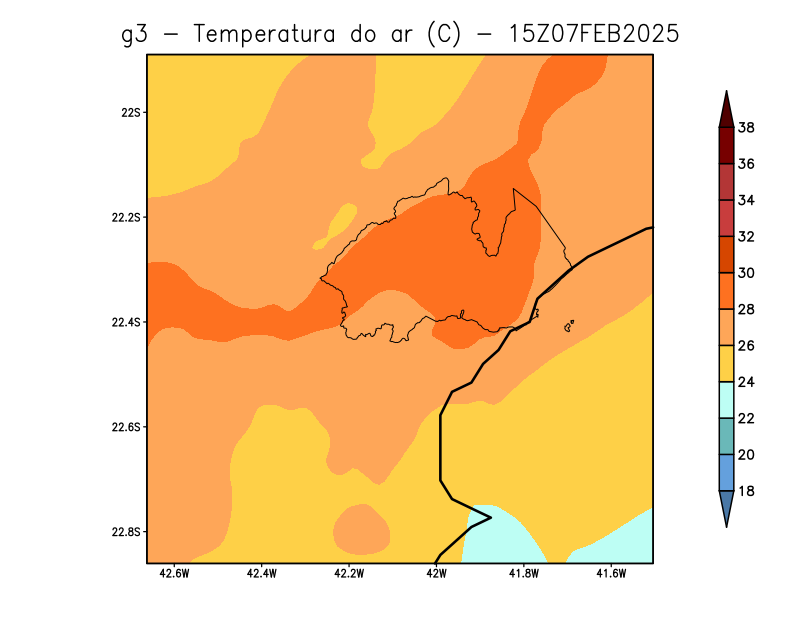 g3 - Temperatura do ar (C) - 15Z07FEB2025
22S
22.2S
22.4S
22.6S
22.8S
42.6W
42.4W
42.2W
42W
41.8W
41.6W
38
36
34
32
30
28
26
24
22
20
18